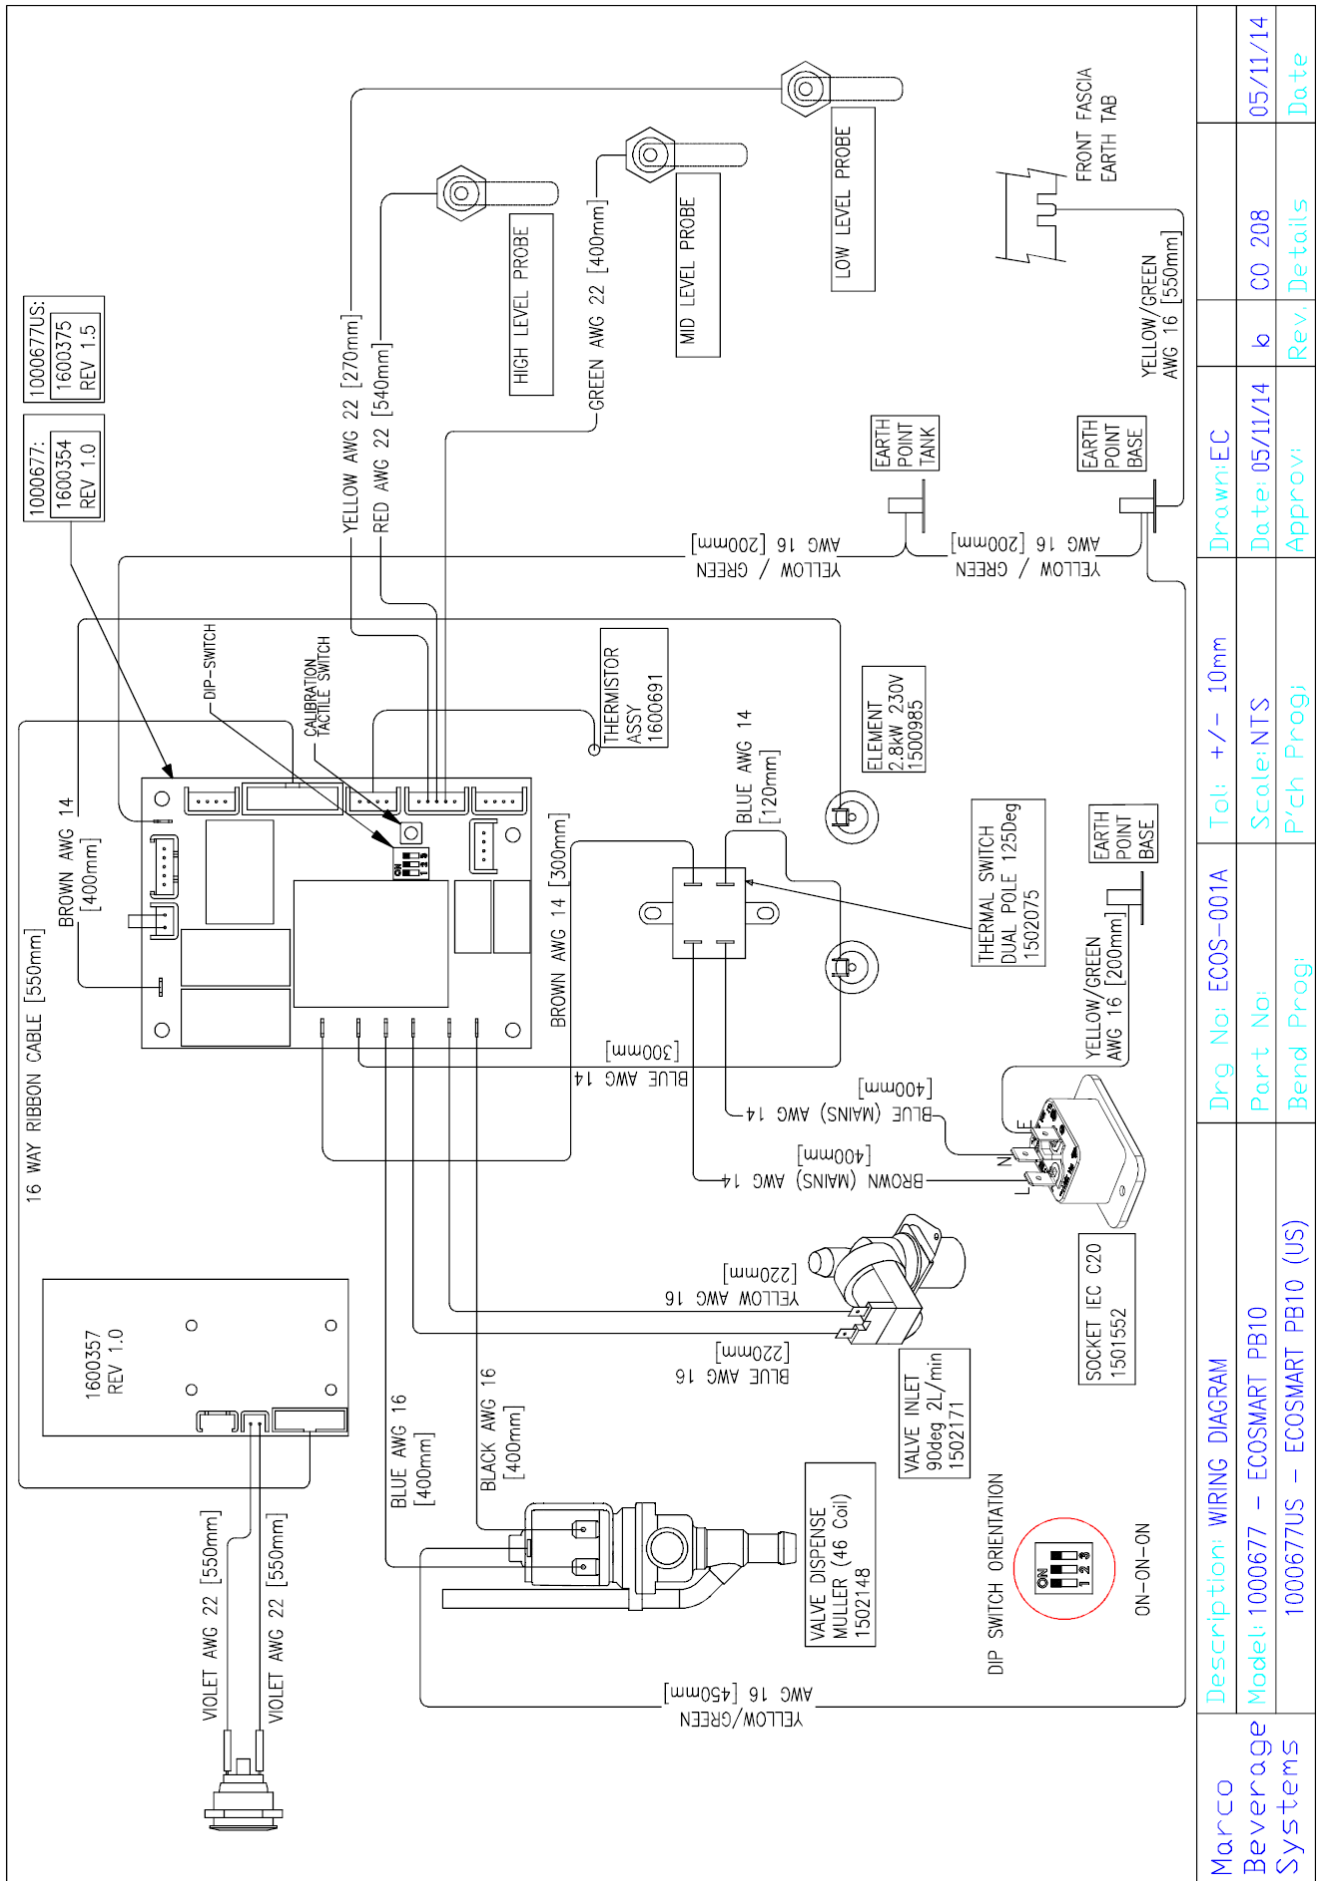 16 WAY RIBBON CABLE [550mm]
1600357
REV 1.0
VIOLET AWG 22 [550mm]
VIOLET AWG 22 [550mm]
BROWN AWG 14
[400mm]
DIP-SWITCH
CALIBRATION
TACTILE SWITCH
ON
1 2 3
1000677:
1600354
REV 1.0
1000677US:
1600375
REV 1.5
YELLOW AWG 22 [270mm]
RED AWG 22 [540mm]
GREEN AWG 22 [400mm]
HIGH LEVEL PROBE
MID LEVEL PROBE
LOW LEVEL PROBE
BLUE AWG 16
[400mm]
BLACK AWG 16
[400mm]
BROWN AWG 14 [300mm]
BLUE AWG 14
[300mm]
THERMISTOR
ASSY
1600691
YELLOW / GREEN
AWG 16 [200mm]
YELLOW / GREEN
AWG 16 [200mm]
EARTH
POINT
TANK
EARTH
POINT
BASE
YELLOW/GREEN
AWG 16 [550mm]
FRONT FASCIA
EARTH TAB
BLUE AWG 14
[120mm]
ELEMENT
2.8kW 230V
1500985
THERMAL SWITCH
DUAL POLE 125Deg
1502075
BLUE AWG 16
[220mm]
YELLOW AWG 16
[220mm]
BROWN (MAINS) AWG 14
[400mm]
BLUE (MAINS) AWG 14
[400mm]
L
N
E
YELLOW/GREEN
AWG 16 [200mm]
EARTH
POINT
BASE
SOCKET IEC C20
1501552
VALVE INLET
90deg 2L/min
1502171
VALVE DISPENSE
MULLER (46 Coil)
1502148
YELLOW/GREEN
AWG 16 [450mm]
DIP SWITCH ORIENTATION
ON
1 2 3
ON-ON-ON
Marco
Beverage
Systems
Description: WIRING DIAGRAM
Model: 1000677 - ECOSMART PB10
1000677US - ECOSMART PB10 (US)
Drg No: ECOS-001A
Part No:
Bend Prog:
Tol: +/- 10mm
Scale: NTS
P'ch Prog:
Drawn: EC
Date: 05/11/14
Approv:
b
Rev.
CO 208
Details
05/11/14
Date